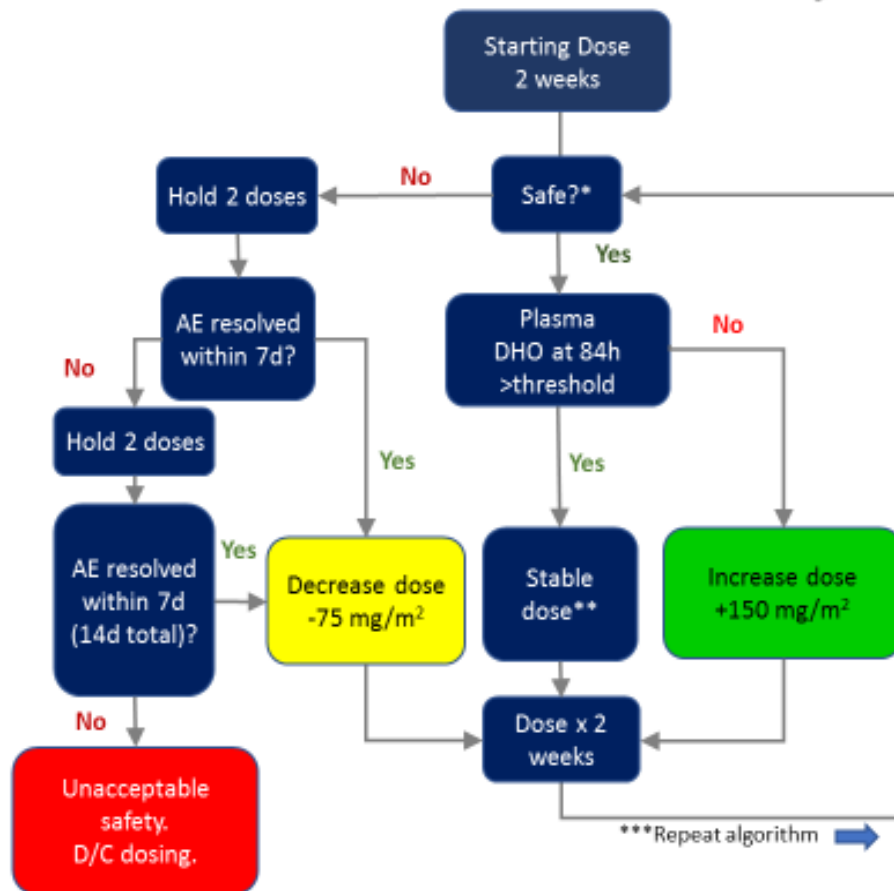 Starting Dose
2 weeks
No
Hold 2 doses
Safe?*
Yes
AE resolved
within 7d?
Plasma
DHO at 84h
>threshold
No
No
Hold 2 doses
Yes
Yes
AE resolved
within 7d
(14d total)?
Yes
Decrease dose
-75 mg/m²
Stable
dose**
Increase dose
+150 mg/m²
No
Dose x 2
weeks
Unacceptable
safety.
D/C dosing.
***Repeat algorithm